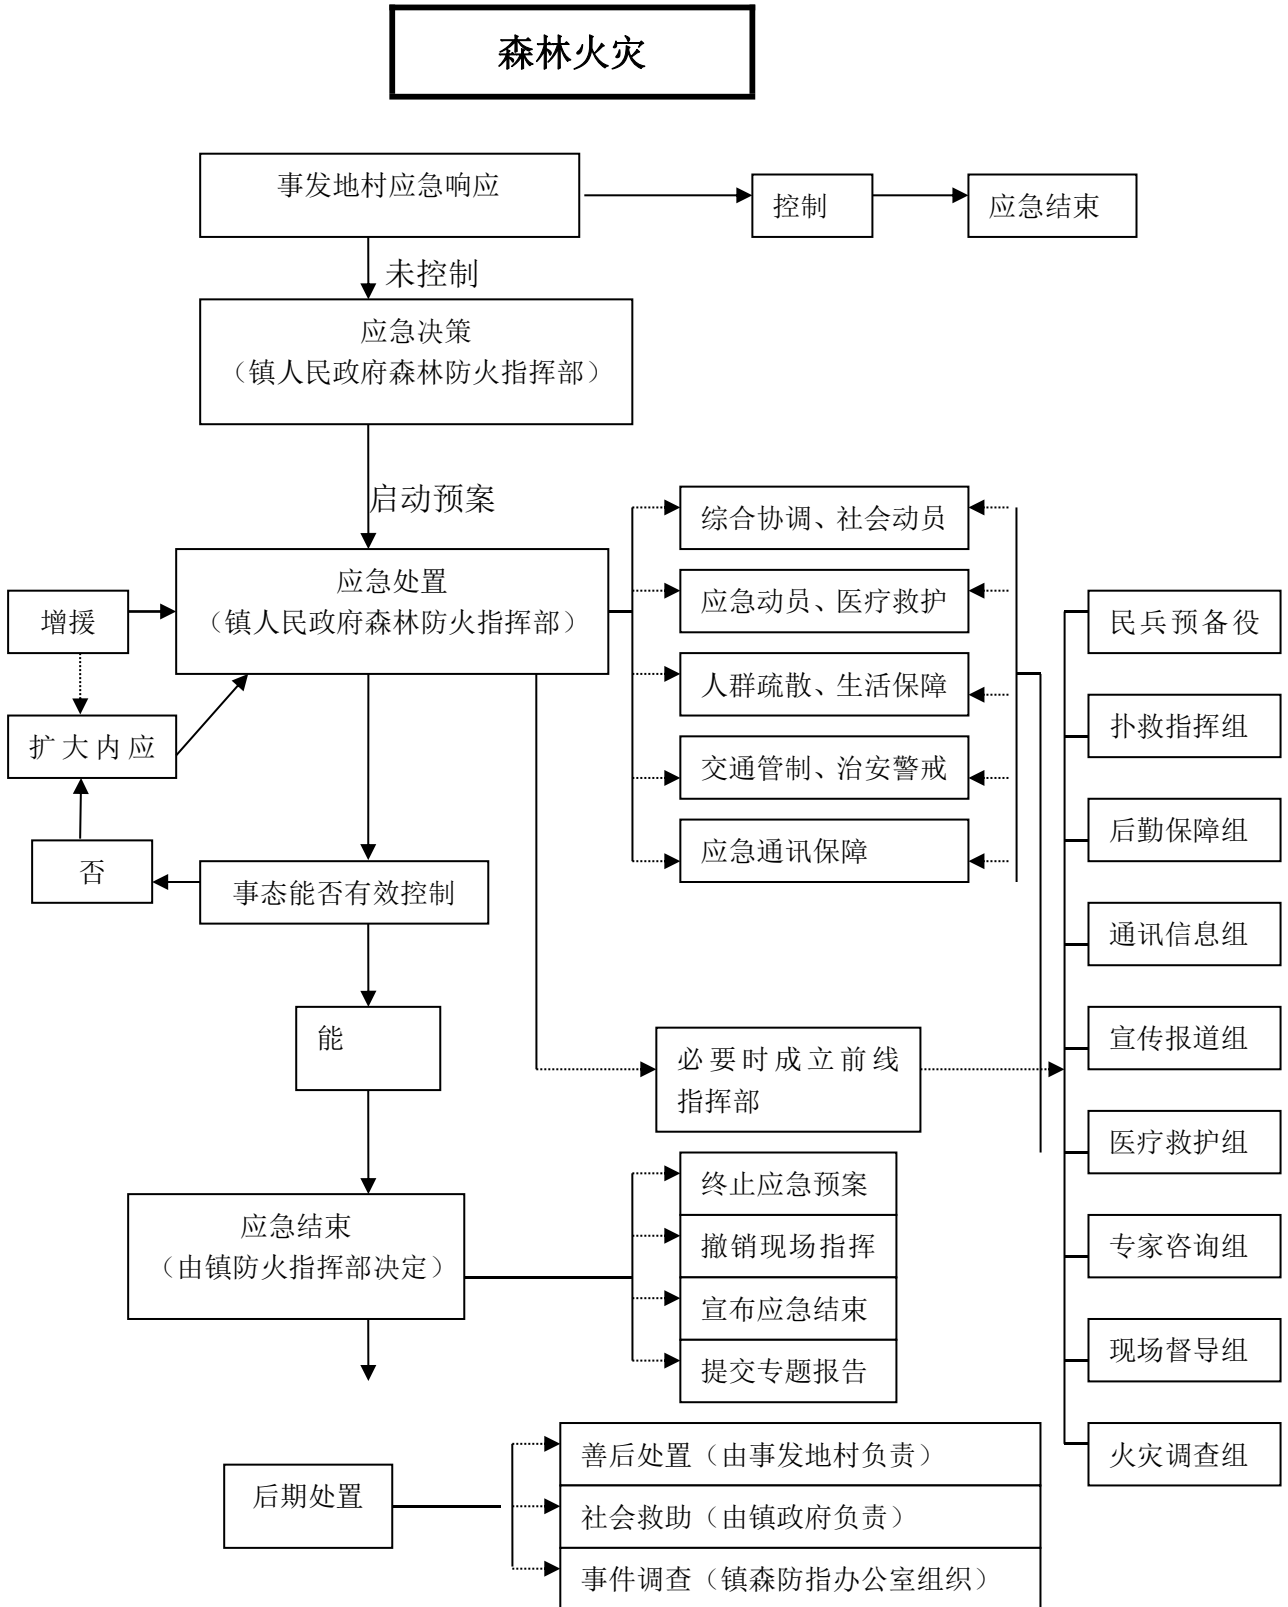 森林火灾
事发地村应急响应
控制
应急结束
未控制
应急决策
（镇人民政府森林防火指挥部）
启动预案
应急处置
（镇人民政府森林防火指挥部）
增援
扩大内应
否
事态能否有效控制
能
综合协调、社会动员
应急动员、医疗救护
人群疏散、生活保障
交通管制、治安警戒
应急通讯保障
民兵预备役
扑救指挥组
后勤保障组
通讯信息组
宣传报道组
医疗救护组
专家咨询组
现场督导组
火灾调查组
必要时成立前线
指挥部
应急结束
（由镇防火指挥部决定）
终止应急预案
撤销现场指挥
宣布应急结束
提交专题报告
后期处置
善后处置（由事发地村负责）
社会救助（由镇政府负责）
事件调查（镇森防指办公室组织）